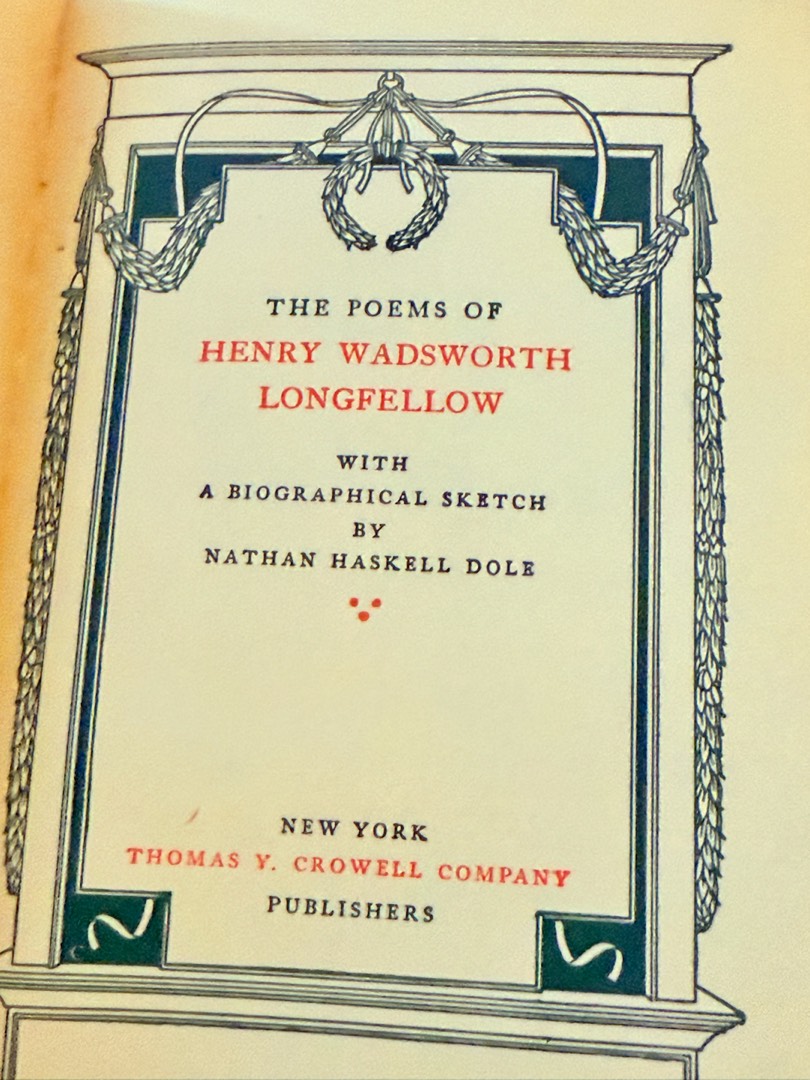 THE POEMS OF
HENRY WADSWORTH
LONGFELLOW
WITH
A BIOGRAPHICAL SKETCH
BY
NATHAN HASKELL DOLE
NEW YORK
THOMAS Y. CROWELL COMPANY
PUBLISHERS